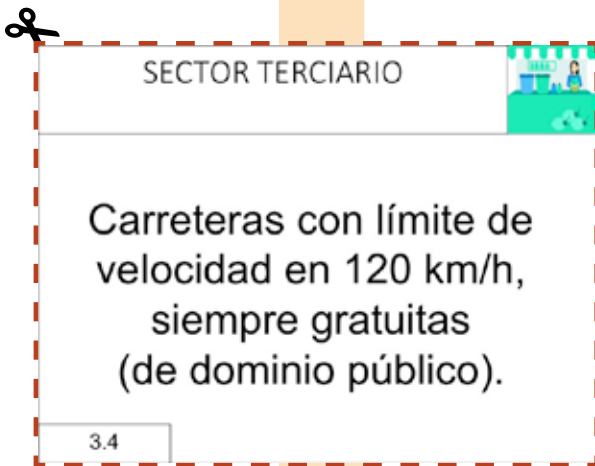 SECTOR TERCIARIO
Carreteras con límite de
velocidad en 120 km/h,
siempre gratuitas
(de dominio público).
3.4